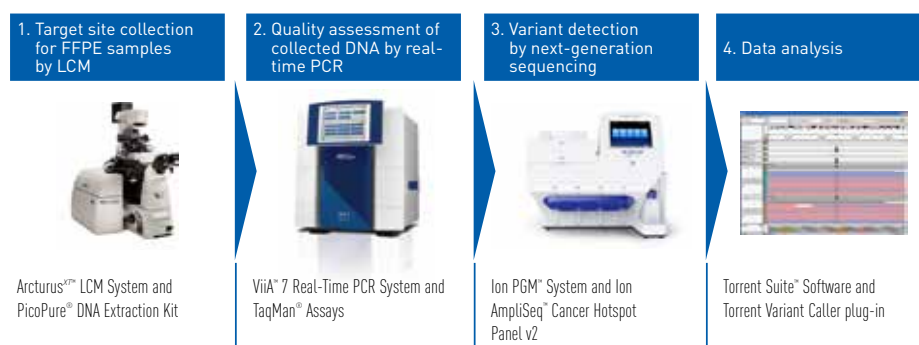 1. Target site collection
for FFPE samples
by LCM
2. Quality assessment of
collected DNA by real-
time PCR
3. Variant detection
by next-generation
sequencing
4. Data analysis
Arcturusˣᵀ™ LCM System and
PicoPure® DNA Extraction Kit
ViiA™ 7 Real-Time PCR System and
TaqMan® Assays
Ion PGM™ System and Ion
AmpliSeq™ Cancer Hotspot
Panel v2
Torrent Suite™ Software and
Torrent Variant Caller plug-in